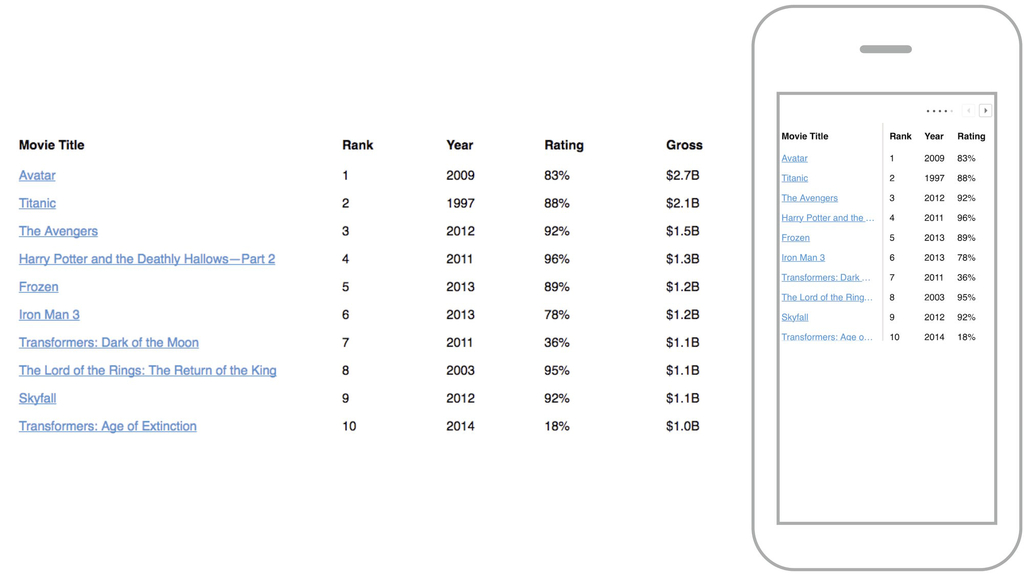 Movie Title Rank Year Rating Gross
Avatar 1 2009 83% $2.7B
Titanic 2 1997 88% $2.1B
The Avengers 3 2012 92% $1.5B
Harry Potter and the Deathly Hallows—Part 2 4 2011 96% $1.3B
Frozen 5 2013 89% $1.2B
Iron Man 3 6 2013 78% $1.2B
Transformers: Dark of the Moon 7 2011 36% $1.1B
The Lord of the Rings: The Return of the King 8 2003 95% $1.1B
Skyfall 9 2012 92% $1.1B
Transformers: Age of Extinction 10 2014 18% $1.0B
Movie Title Rank Year Rating
Avatar 1 2009 83%
Titanic 2 1997 88%
The Avengers 3 2012 92%
Harry Potter and the ... 4 2011 96%
Frozen 5 2013 89%
Iron Man 3 6 2013 78%
Transformers: Dark ... 7 2011 36%
The Lord of the Ring... 8 2003 95%
Skyfall 9 2012 92%
Transformers: Age o... 10 2014 18%